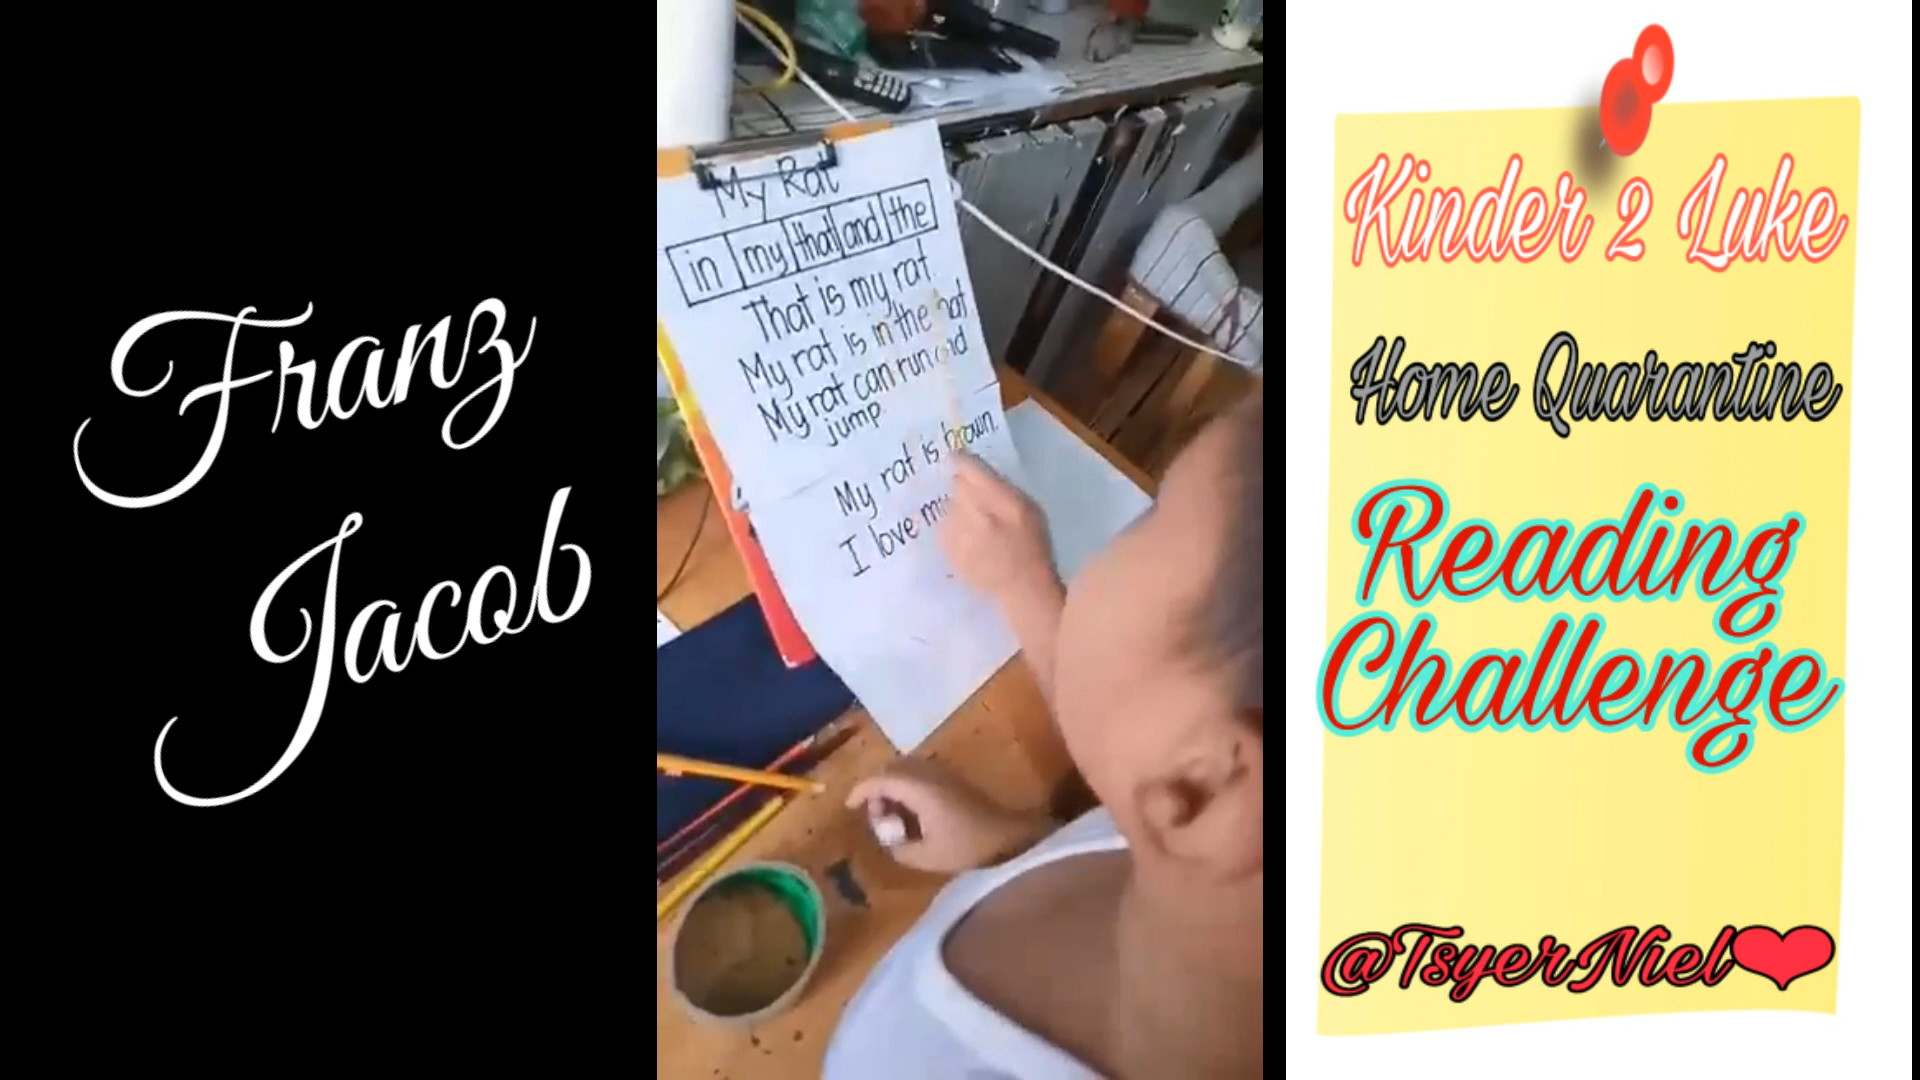 Franz
Jacob
My Rat
in my that and the
That is my rat.
My rat is in the hat
My rat can run and
jump
My rat is brown.
I love my
Kinder 2 Luke
Home Quarantine
Reading
Challenge
@TsyerNiel